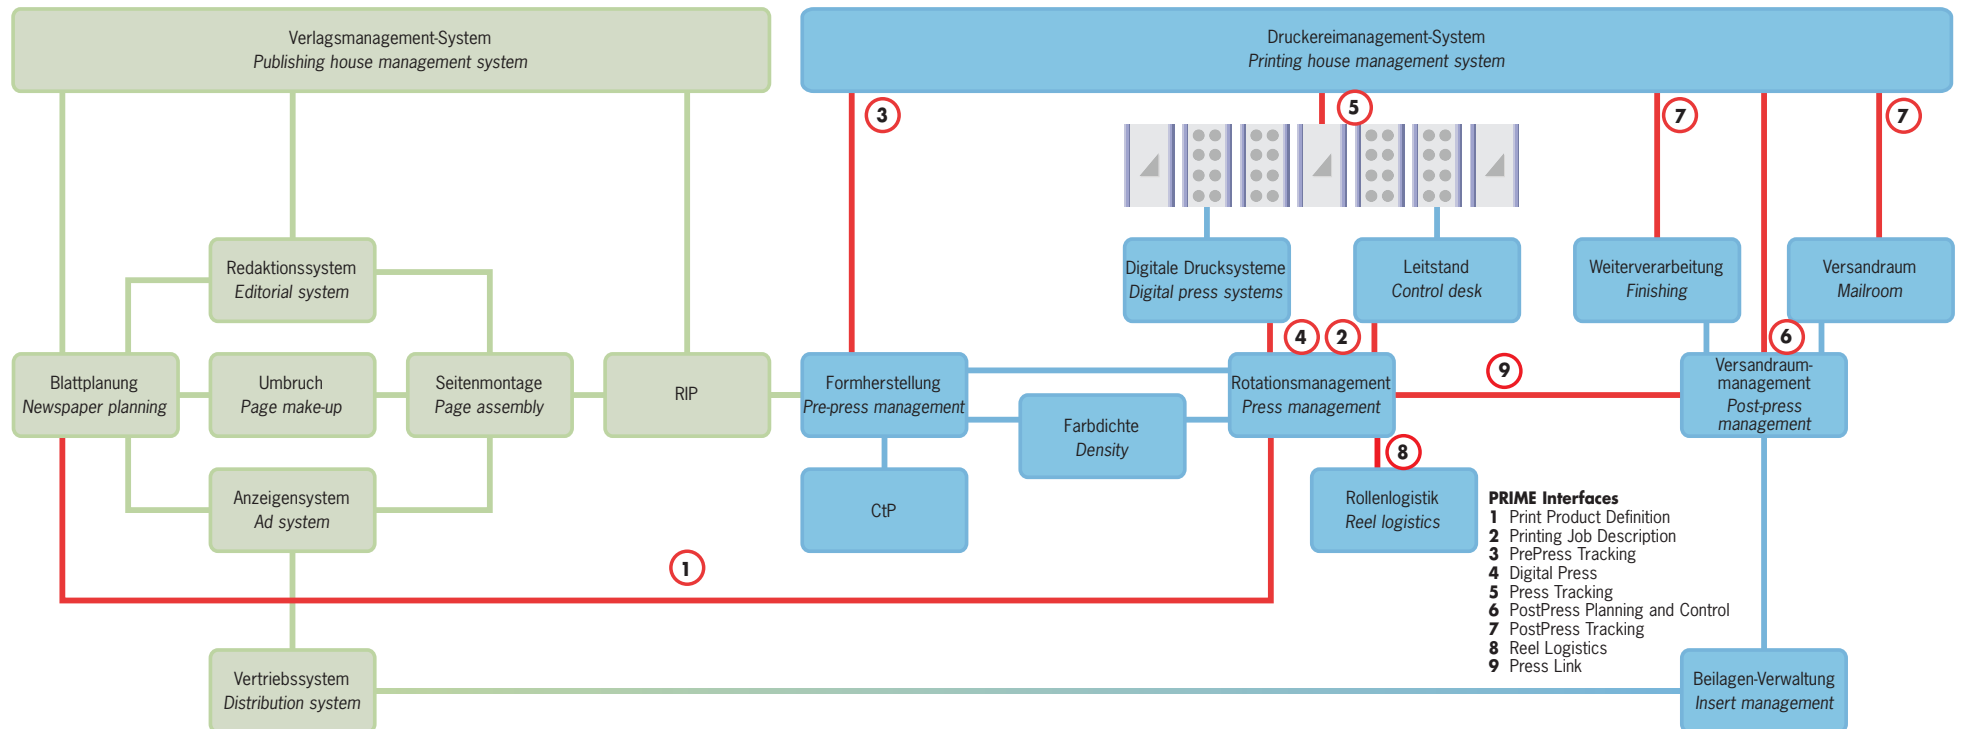 Verlagsmanagement-System
Publishing house management system
Druckereimanagement-System
Printing house management system
3
5
7
7
Redaktionssystem
Editorial system
Digitale Drucksysteme
Digital press systems
Leitstand
Control desk
Weiterverarbeitung
Finishing
Versandraum
Mailroom
4
2
6
9
Blattplanung
Newspaper planning
Umbruch
Page make-up
Seitenmontage
Page assembly
RIP
Formherstellung
Pre-press management
Rotationsmanagement
Press management
Versandraum-
management
Post-press
management
Farbdichte
Density
8
Anzeigensystem
Ad system
CtP
Rollenlogistik
Reel logistics
1
PRIME Interfaces
1 Print Product Definition
2 Printing Job Description
3 PrePress Tracking
4 Digital Press
5 Press Tracking
6 PostPress Planning and Control
7 PostPress Tracking
8 Reel Logistics
9 Press Link
Vertriebssystem
Distribution system
Beilagen-Verwaltung
Insert management